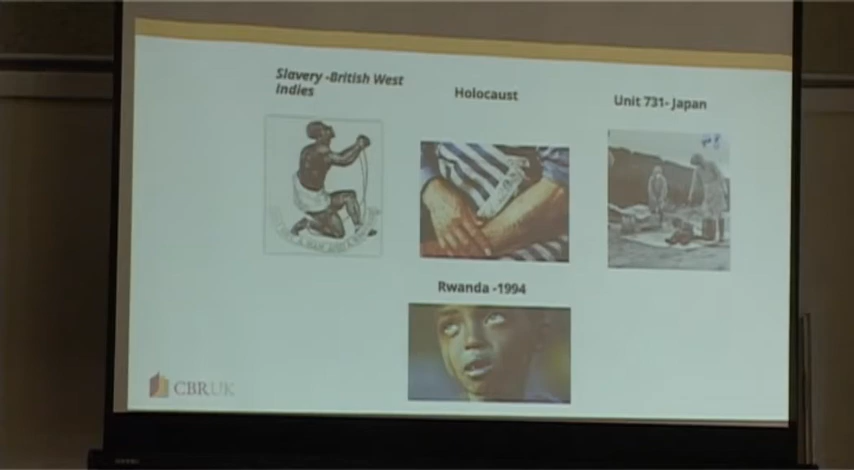 Slavery -British West
Indies
Holocaust
Unit 731- Japan
Rwanda -1994
CBRUK